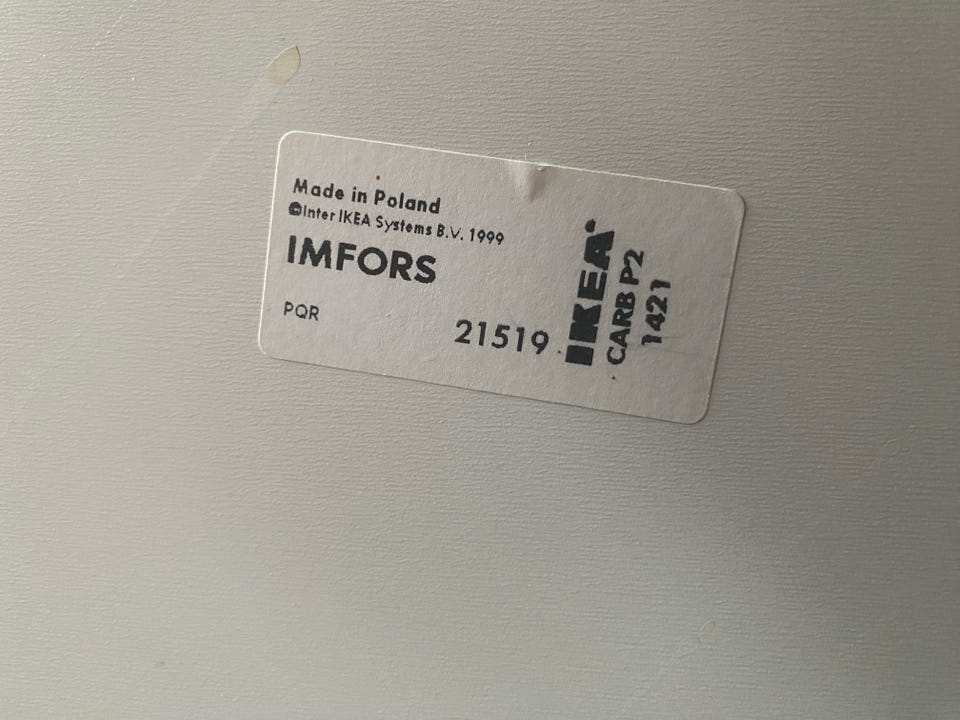 Made in Poland
©Inter IKEA Systems B.V. 1999
IMFORS
PQR
21519
IKEA®
CARB P2
1421